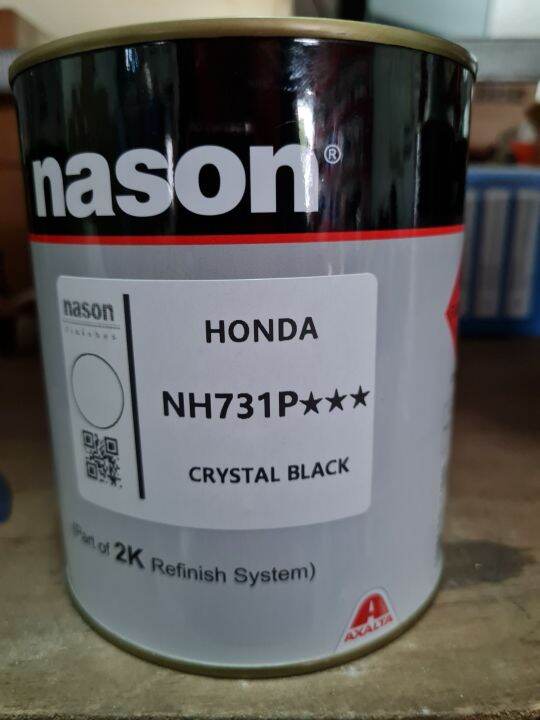 nason®
nason
finishes
HONDA
NH731P★★★
CRYSTAL BLACK
(Part of 2K Refinish System)
AXALTA